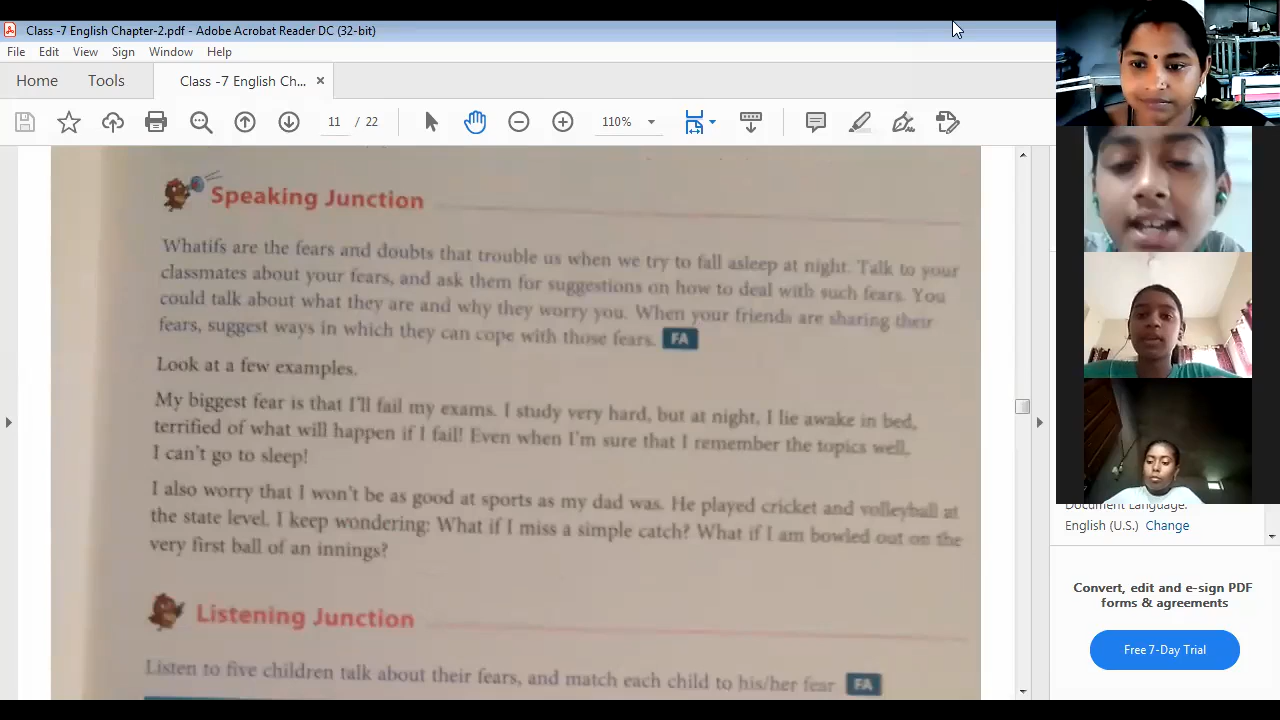 Class -7 English Chapter-2.pdf - Adobe Acrobat Reader DC (32-bit)
File Edit View Sign Window Help
Home Tools Class -7 English Ch... ×
11 / 22 110%
Speaking Junction
Whatifs are the fears and doubts that trouble us when we try to fall asleep at night. Talk to your
classmates about your fears, and ask them for suggestions on how to deal with such fears. You
could talk about what they are and why they worry you. When your friends are sharing their
fears, suggest ways in which they can cope with those fears. FA
Look at a few examples.
My biggest fear is that I'll fail my exams. I study very hard, but at night, I lie awake in bed,
terrified of what will happen if I fail! Even when I'm sure that I remember the topics well,
I can't go to sleep!
I also worry that I won't be as good at sports as my dad was. He played cricket and volleyball at
the state level. I keep wondering: What if I miss a simple catch? What if I am bowled out on the
very first ball of an innings?
Listening Junction
Listen to five children talk about their fears, and match each child to his/her fear FA
Document Language:
English (U.S.) Change
Convert, edit and e-sign PDF
forms & agreements
Free 7-Day Trial